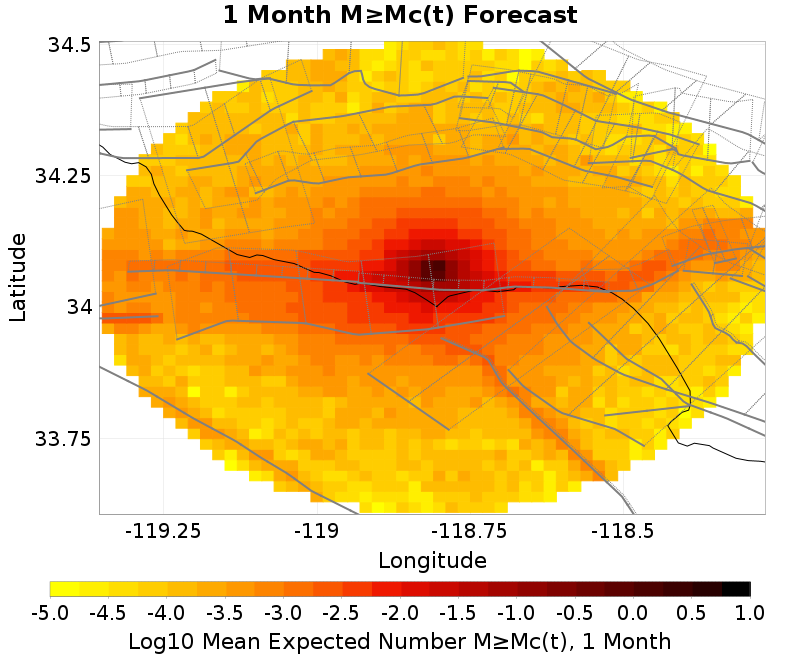 1 Month M≥Mc(t) Forecast
34.5
34.25
34
33.75
Latitude
-119.25 -119 -118.75 -118.5
Longitude
-5.0 -4.5 -4.0 -3.5 -3.0 -2.5 -2.0 -1.5 -1.0 -0.5 0.0 0.5 1.0
Log10 Mean Expected Number M≥Mc(t), 1 Month